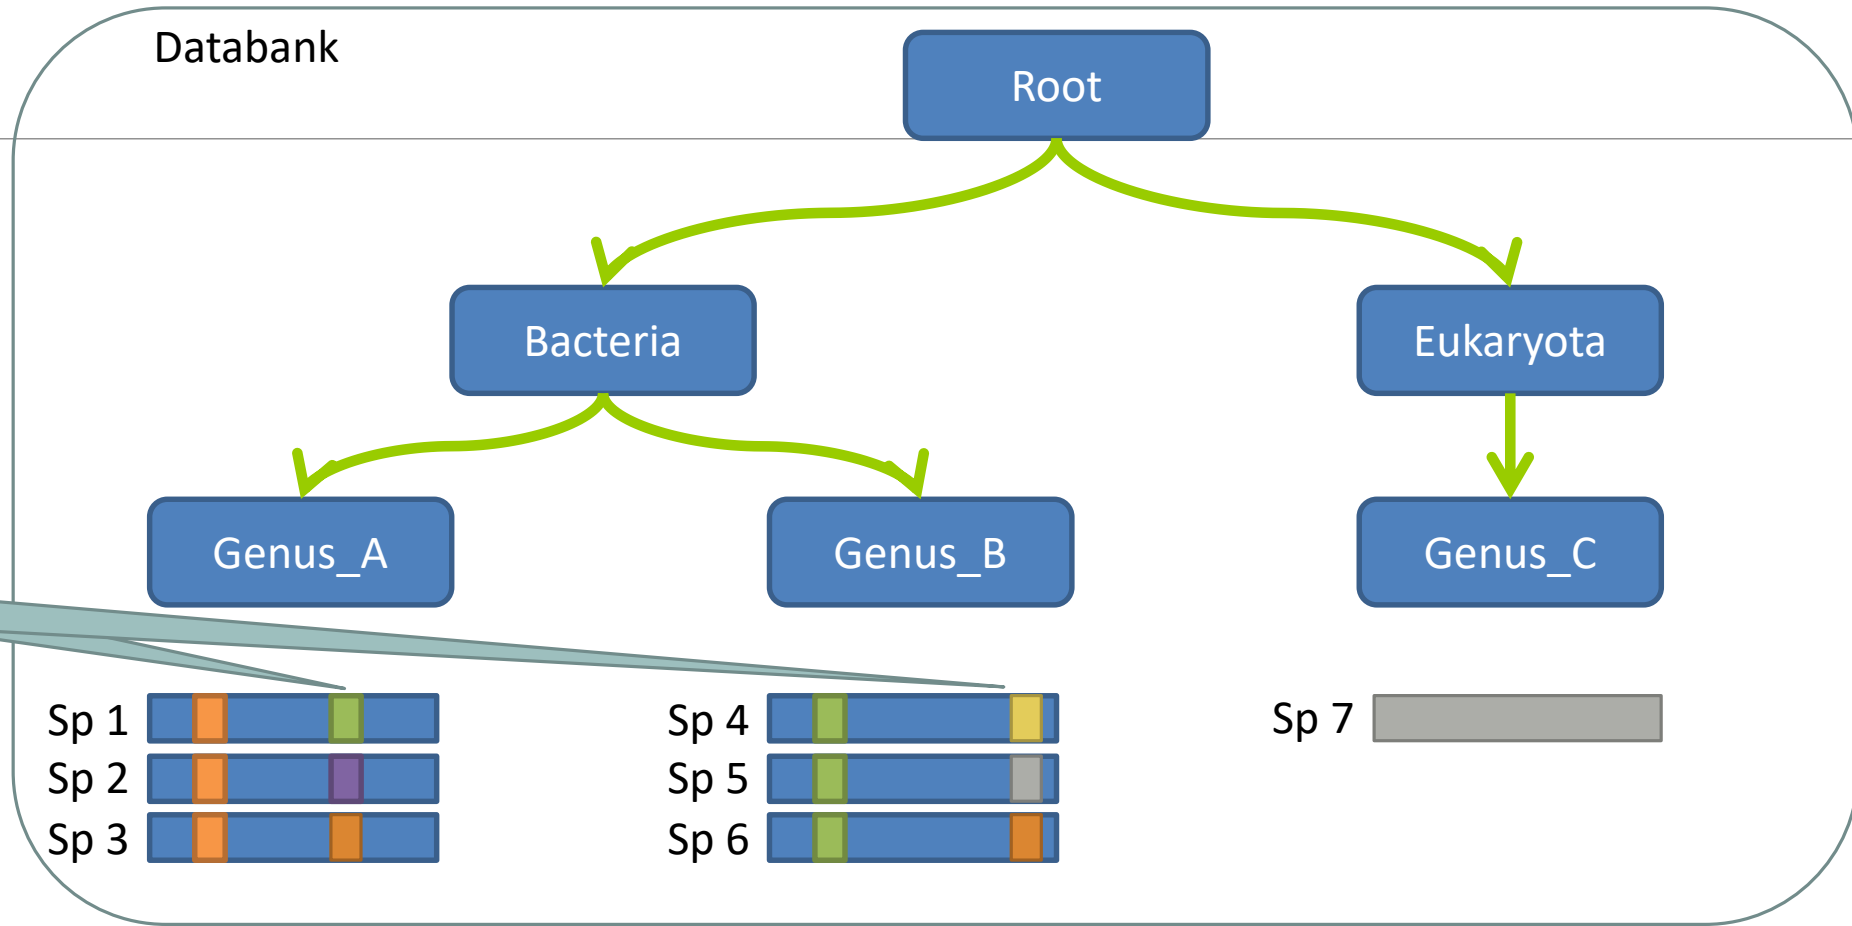 Databank
Root
Bacteria
Eukaryota
Genus_A
Genus_B
Genus_C
Sp 1
Sp 4
Sp 7
Sp 2
Sp 5
Sp 3
Sp 6